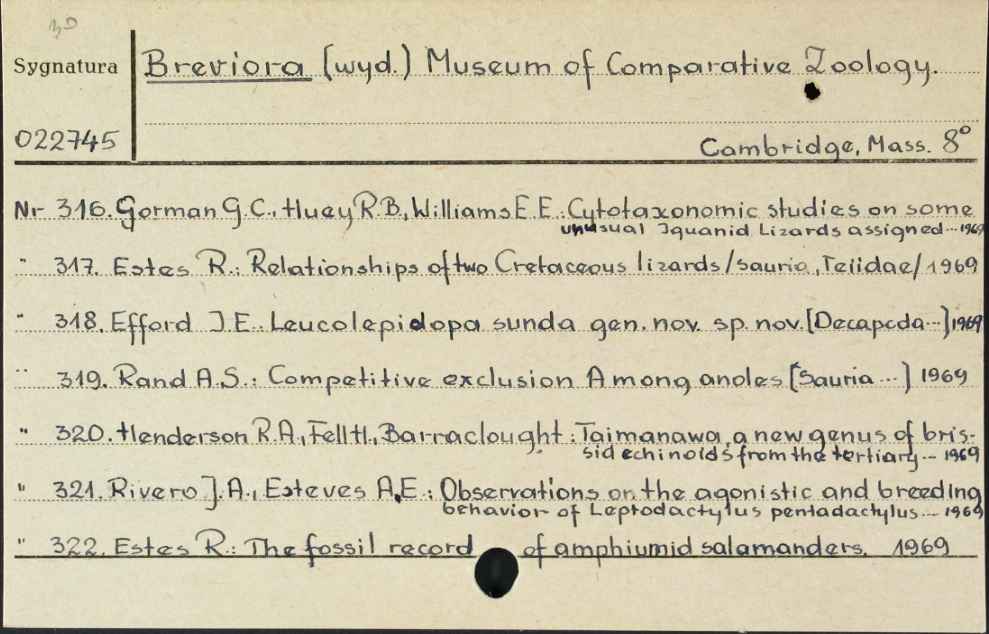 Sygnatura
022745
Breviora (wyd.) Museum of Comparative Zoology.
Cambridge, Mass. 8°
Nr 316. Gorman G.C., Huey R.B., Williams E.E.: Cytotaxonomic studies on some
unusual Iguanid Lizards assigned... 1969
" 317. Estes R.: Relationships of two Cretaceous lizards /sauria, Teiidae/ 1969
" 318. Efford I.E.: Leucolepidopa sunda gen. nov. sp. nov. [Decapoda...] 1969
" 319. Rand A.S.: Competitive exclusion Among anoles [Sauria...] 1969
" 320. Henderson R.A., Fell H., Barraclought: Taimanawa, a new genus of bris-
sid echinoids from the tertiary... 1969
" 321. Rivero J.A., Esteves A.E.: Observations on the agonistic and breeding
behavior of Leptodactylus pentadactylus... 1969
" 322. Estes R.: The fossil record of amphiumid salamanders. 1969